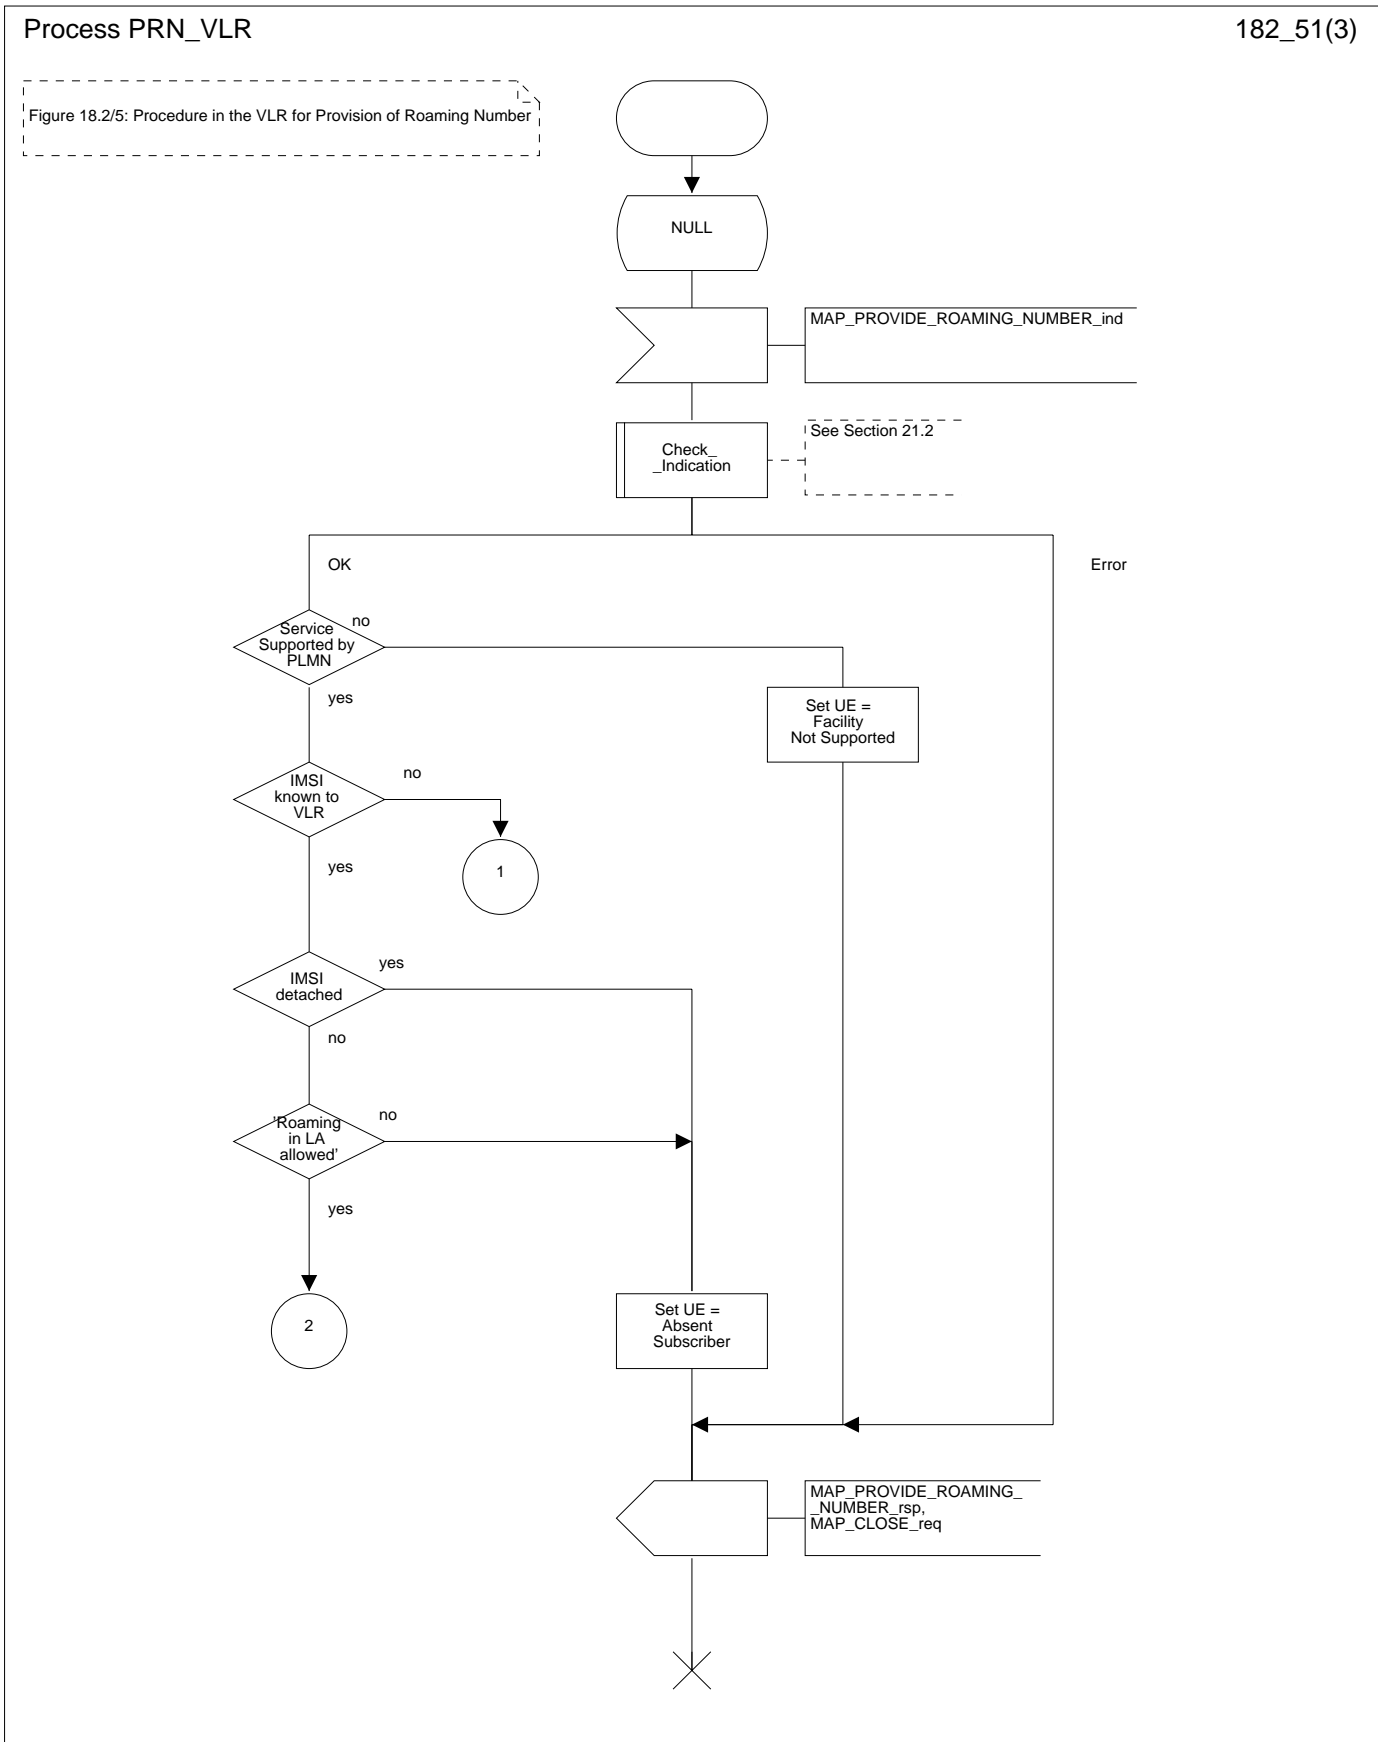 Process PRN_VLR
182_51(3)
Figure 18.2/5: Procedure in the VLR for Provision of Roaming Number
NULL
MAP_PROVIDE_ROAMING_NUMBER_ind
Check_
_Indication
See Section 21.2
OK
Error
Service
Supported by
PLMN
no
yes
Set UE =
Facility
Not Supported
IMSI
known to
VLR
no
yes
1
IMSI
detached
yes
no
'Roaming
in LA
allowed'
no
yes
2
Set UE =
Absent
Subscriber
MAP_PROVIDE_ROAMING_
_NUMBER_rsp,
MAP_CLOSE_req